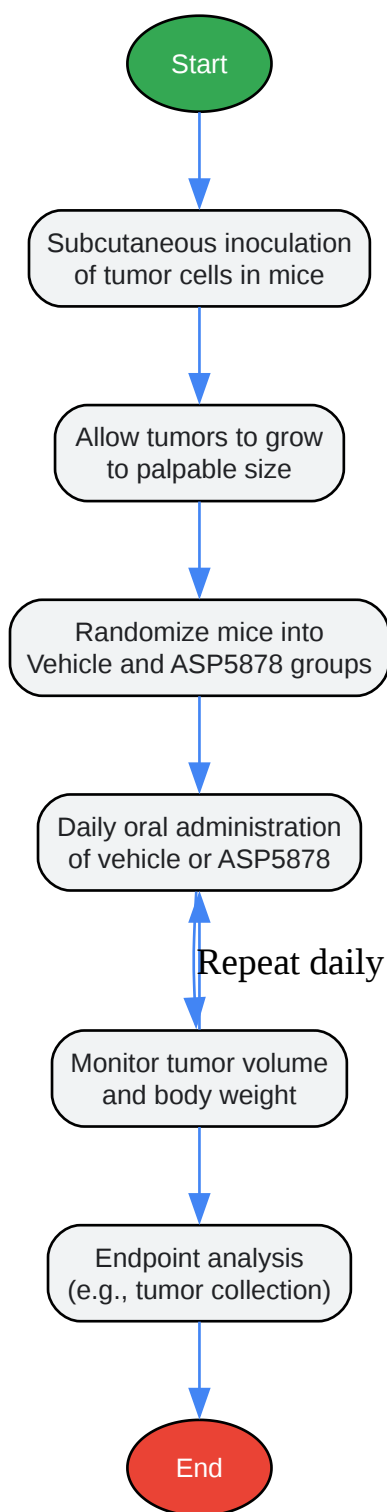 Start
Subcutaneous inoculation
of tumor cells in mice
Allow tumors to grow
to palpable size
Randomize mice into
Vehicle and ASP5878 groups
Daily oral administration
of vehicle or ASP5878
Repeat daily
Monitor tumor volume
and body weight
Endpoint analysis
(e.g., tumor collection)
End